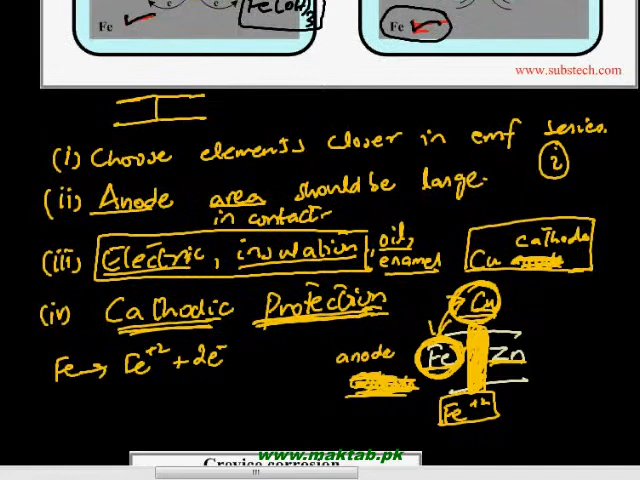 Fe e e Fe(OH)3 Fe
www.substech.com
(i) Choose elements closer in emf series.
(ii) Anode area should be large. 2
in contact
(iii) Electric, insulation, oil, enamel
Cu cathode
(iv) Cathodic Protection Cu
Fe → Fe+2 + 2e-
anode Fe Zn
Fe+2
www.maktab.pk
Crevice corrosion